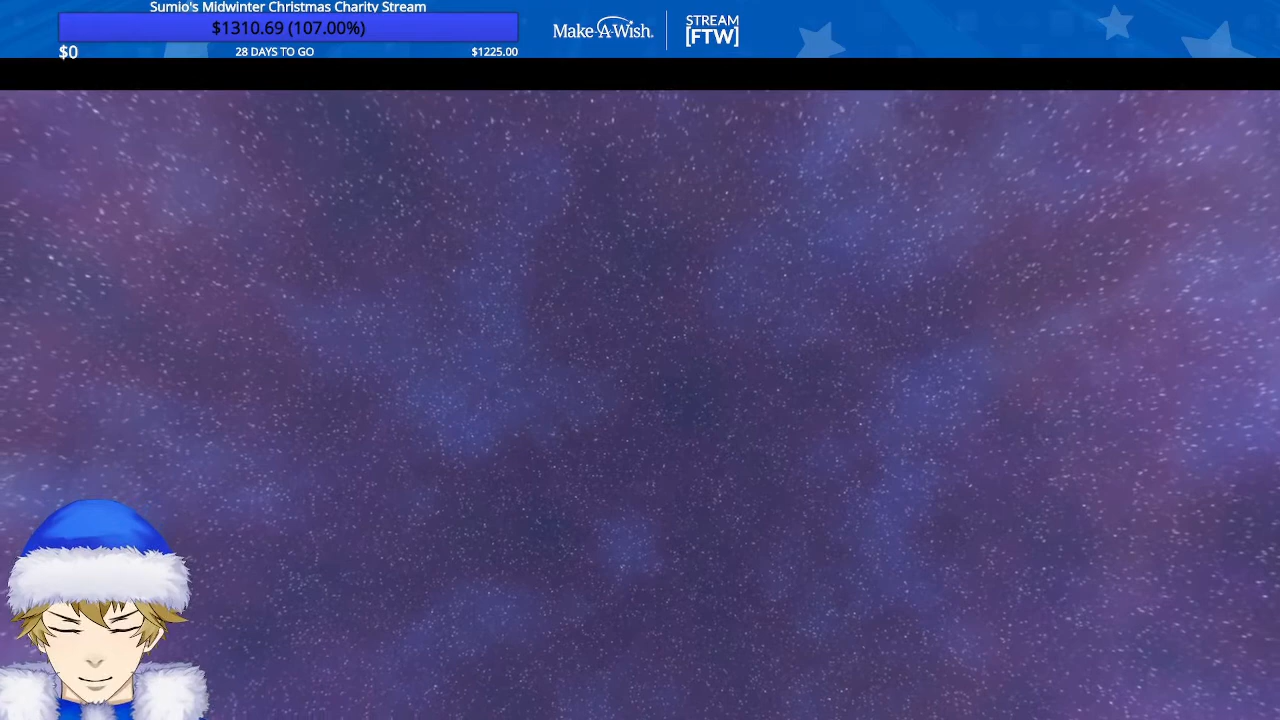 Sumio's Midwinter Christmas Charity Stream
$1310.69 (107.00%)
$0
28 DAYS TO GO
$1225.00
Make-A-Wish.
STREAM
[FTW]